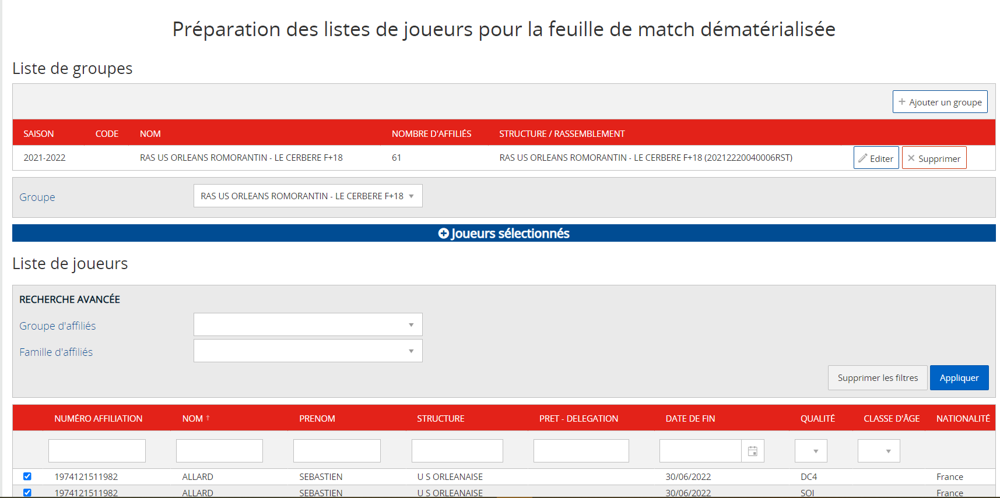 Préparation des listes de joueurs pour la feuille de match dématérialisée
Liste de groupes
Ajouter un groupe
SAISON CODE NOM NOMBRE D'AFFILIÉS STRUCTURE / RASSEMBLEMENT
2021-2022 RAS US ORLEANS ROMORANTIN - LE CERBERE F+18 61 RAS US ORLEANS ROMORANTIN - LE CERBERE F+18 (20212220040006RST) Editer Supprimer
Groupe RAS US ORLEANS ROMORANTIN - LE CERBERE F+18
Joueurs sélectionnés
Liste de joueurs
RECHERCHE AVANCÉE
Groupe d'affiliés
Famille d'affiliés
Supprimer les filtres Appliquer
NUMÉRO AFFILIATION NOM PRENOM STRUCTURE PRET - DELEGATION DATE DE FIN QUALITÉ CLASSE D'ÂGE NATIONALITÉ
1974121511982 ALLARD SEBASTIEN U S ORLEANAISE 30/06/2022 DC4 France
1974121511982 ALLARD SEBASTIEN U S ORLEANAISE 30/06/2022 SOI France